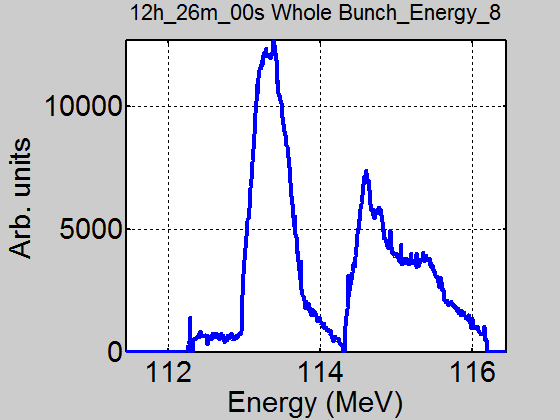 12h_26m_00s Whole Bunch_Energy_8
Arb. units
10000
5000
0
112 114 116
Energy (MeV)